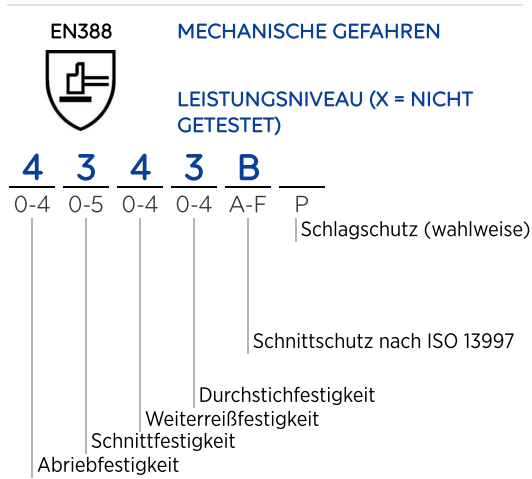 EN388
MECHANISCHE GEFAHREN
LEISTUNGSNIVEAU (X = NICHT
GETESTET)
4 3 4 3 B
0-4 0-5 0-4 0-4 A-F P
Schlagschutz (wahlweise)
Schnittschutz nach ISO 13997
Durchstichfestigkeit
Weiterreißfestigkeit
Schnittfestigkeit
Abriebfestigkeit